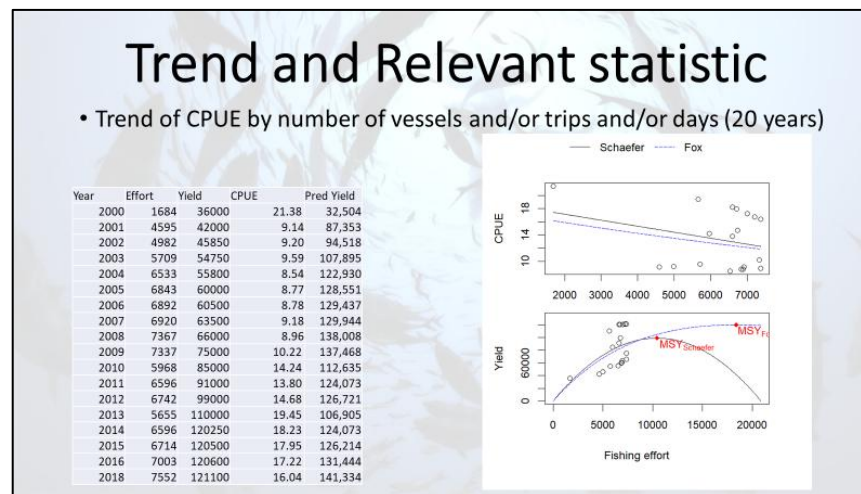 Trend and Relevant statistic
• Trend of CPUE by number of vessels and/or trips and/or days (20 years)
Year Effort Yield CPUE Pred Yield
2000 1684 36000 21.38 32,504
2001 4595 42000 9.14 87,353
2002 4982 45850 9.20 94,518
2003 5709 54750 9.59 107,895
2004 6533 55800 8.54 122,930
2005 6843 60000 8.77 128,551
2006 6892 60500 8.78 129,437
2007 6920 63500 9.18 129,944
2008 7367 66000 8.96 138,008
2009 7337 75000 10.22 137,468
2010 5968 85000 14.24 112,635
2011 6596 91000 13.80 124,073
2012 6742 99000 14.68 126,721
2013 5655 110000 19.45 106,905
2014 6596 120250 18.23 124,073
2015 6714 120500 17.95 126,214
2016 7003 120600 17.22 131,444
2018 7552 121100 16.04 141,334
Schaefer Fox
CPUE
18
14
10
2000 3000 4000 5000 6000 7000
Yield
60000
0
MSY Schaefer
MSY Fo
0 5000 10000 15000 20000
Fishing effort